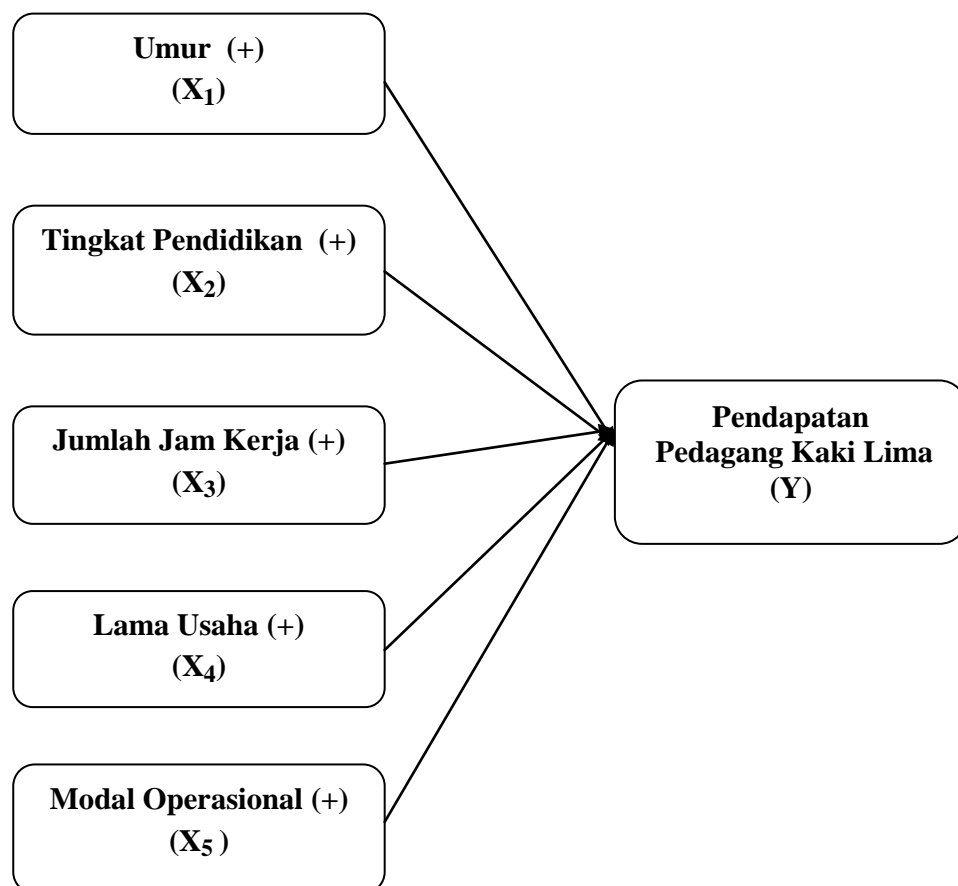 Umur (+)
(X1)
Tingkat Pendidikan (+)
(X2)
Jumlah Jam Kerja (+)
(X3)
Lama Usaha (+)
(X4)
Modal Operasional (+)
(X5 )
Pendapatan
Pedagang Kaki Lima
(Y)